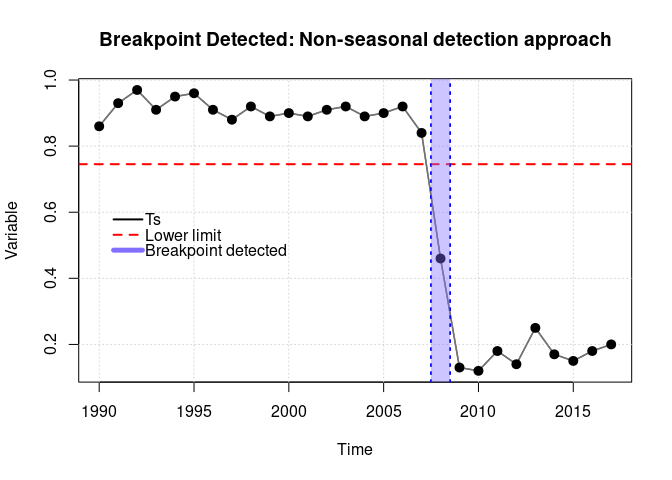 Breakpoint Detected: Non-seasonal detection approach
Variable
1.0
0.8
0.6
0.4
0.2
Ts
Lower limit
Breakpoint detected
1990 1995 2000 2005 2010 2015
Time